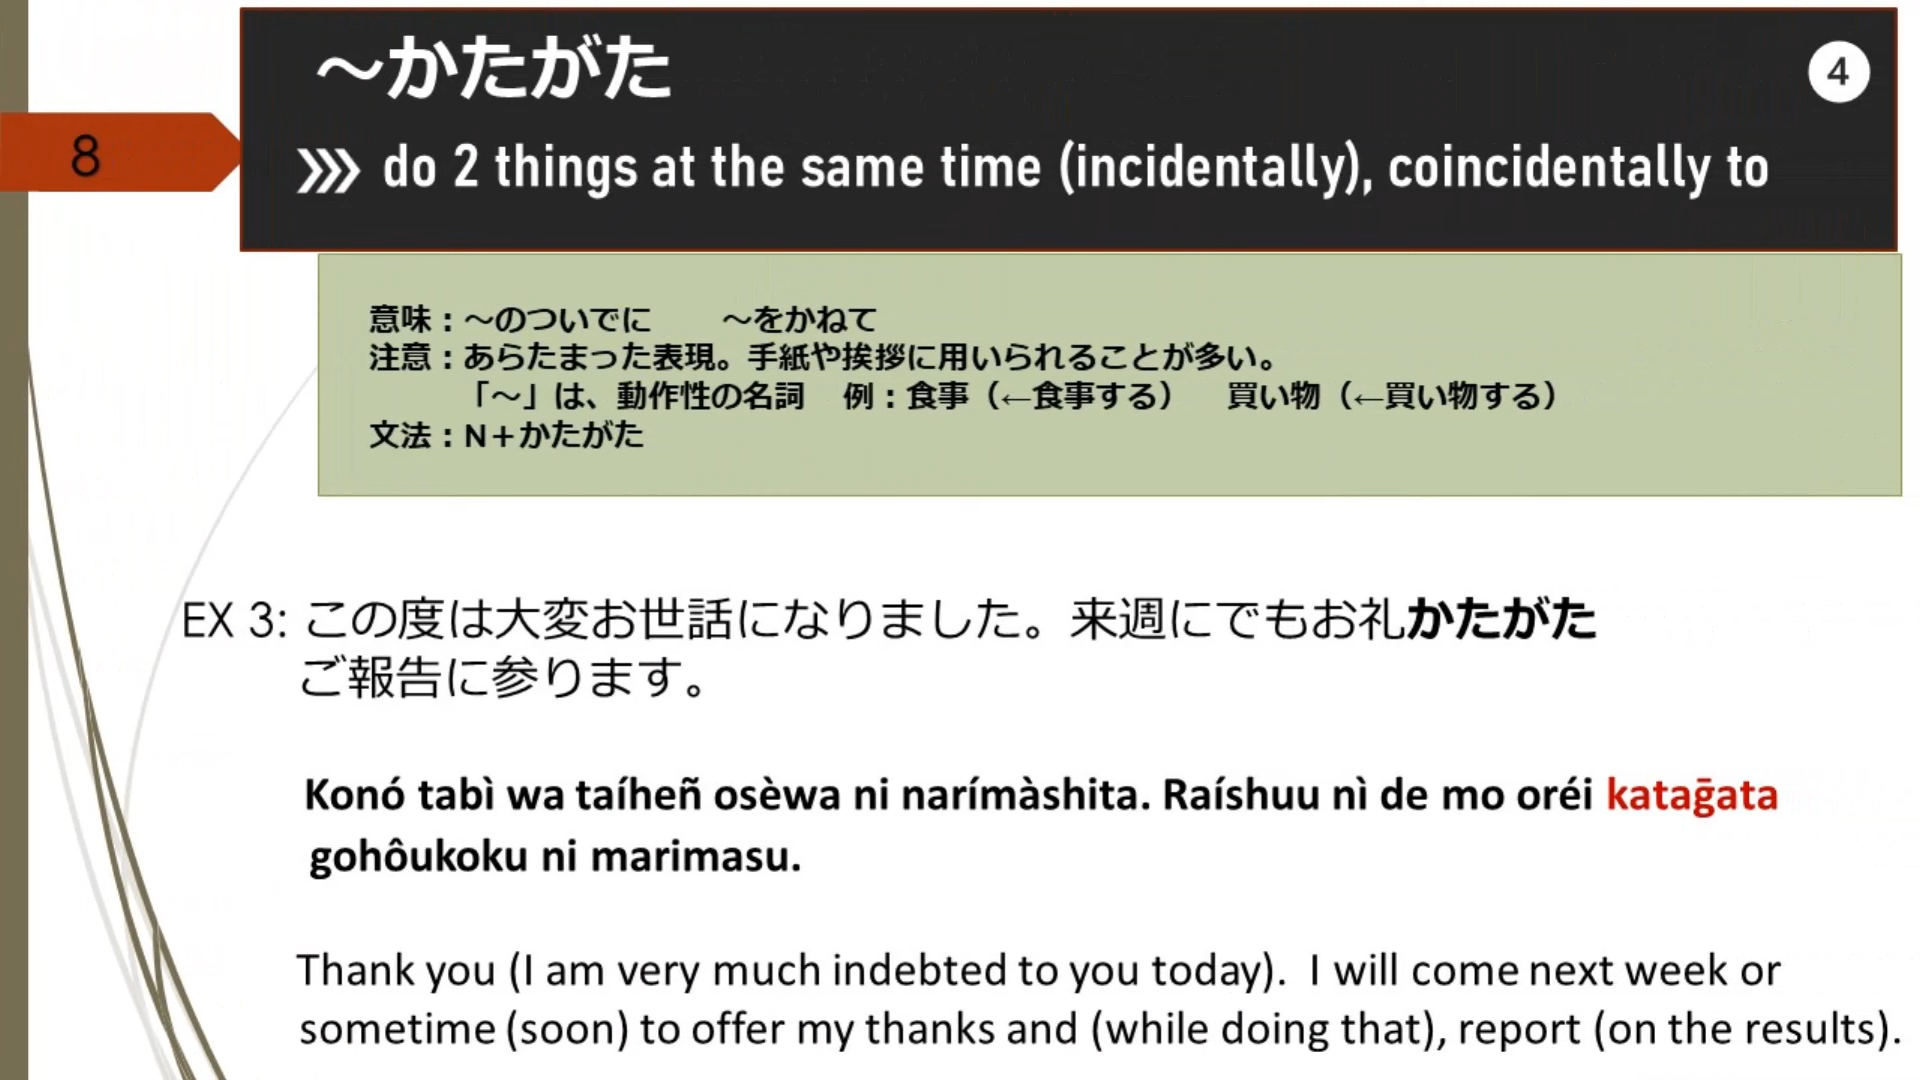 ～かたがた
4
8
do 2 things at the same time (incidentally), coincidentally to
意味：～のついでに　　～をかねて
注意：あらたまった表現。手紙や挨拶に用いられることが多い。
「～」は、動作性の名詞　例：食事（←食事する）　買い物（←買い物する）
文法：N＋かたがた
EX 3: この度は大変お世話になりました。来週にでもお礼かたがた
ご報告に参ります。
Konó tabì wa taíheñ osèwa ni narímàshita. Raíshuu nì de mo oréi kataḡata
gohôukoku ni marimasu.
Thank you (I am very much indebted to you today).  I will come next week or
sometime (soon) to offer my thanks and (while doing that), report (on the results).